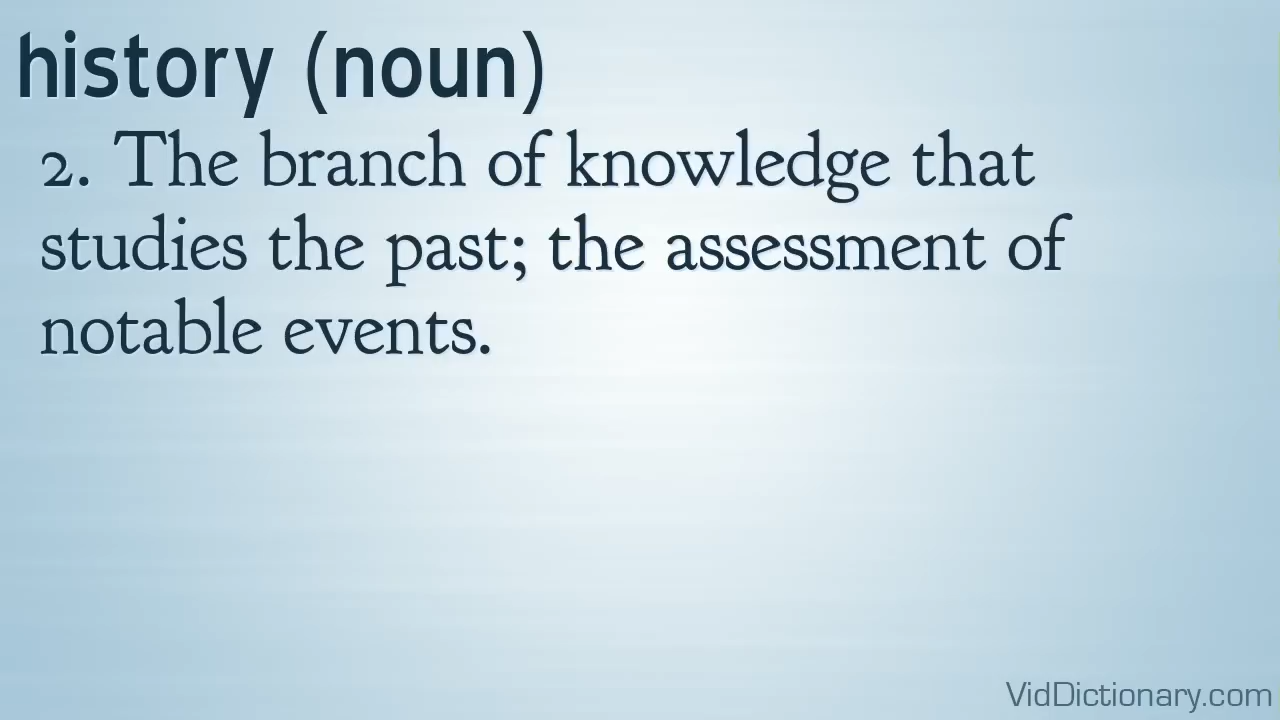 history (noun)
2. The branch of knowledge that
studies the past; the assessment of
notable events.
VidDictionary.com